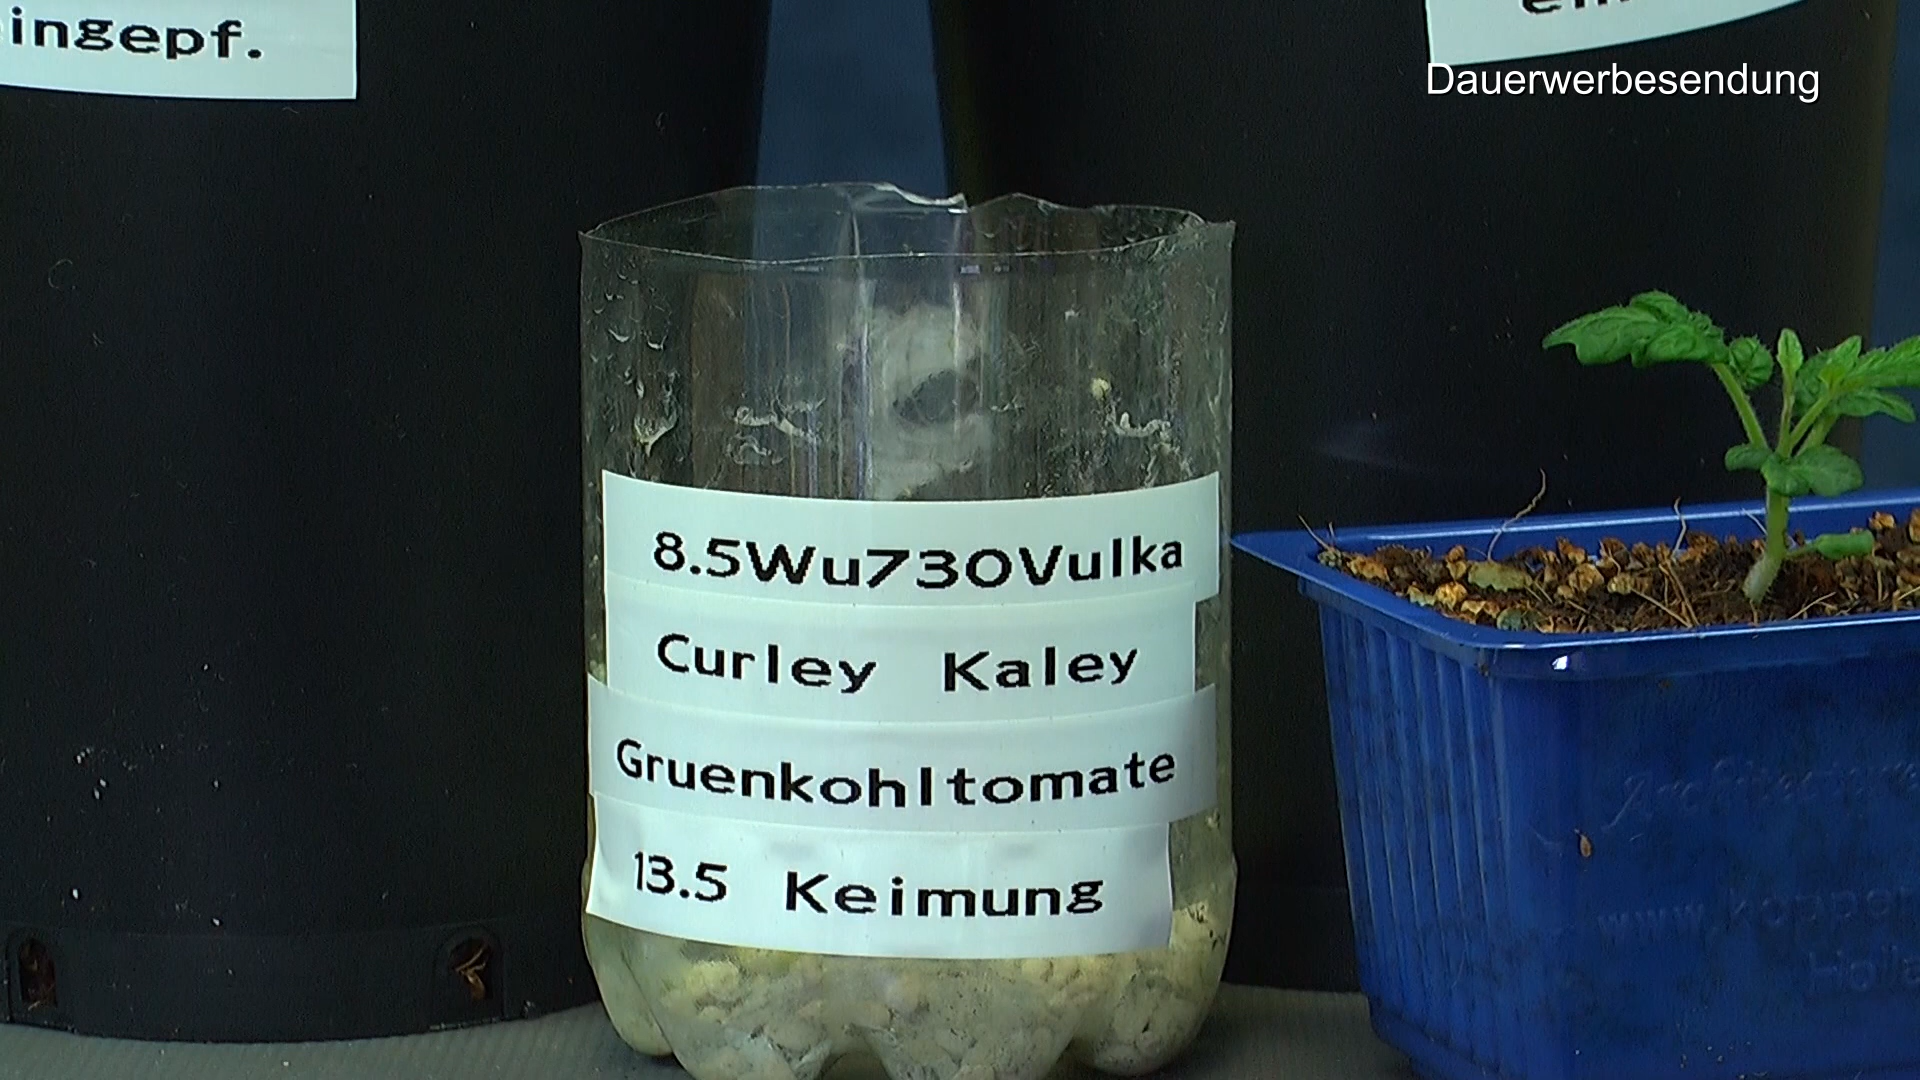 ingepf.
Dauerwerbesendung
8.5Wu730Vulka
Curley Kaley
Gruenkohltomate
13.5 Keimung